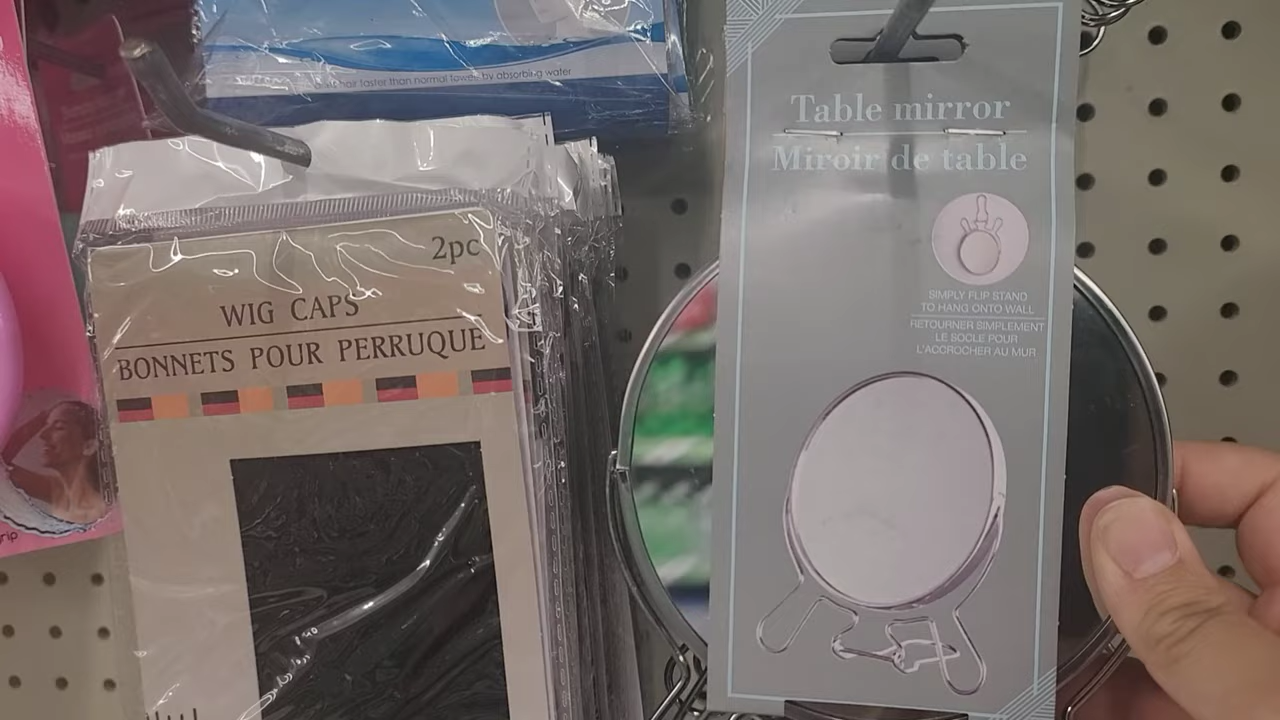 hair faster than normal towels by absorbing water
2pc
WIG CAPS
BONNETS POUR PERRUQUE
Table mirror
Miroir de table
SIMPLY FLIP STAND
TO HANG ONTO WALL
RETOURNER SIMPLEMENT
LE SOCLE POUR
L'ACCROCHER AU MUR